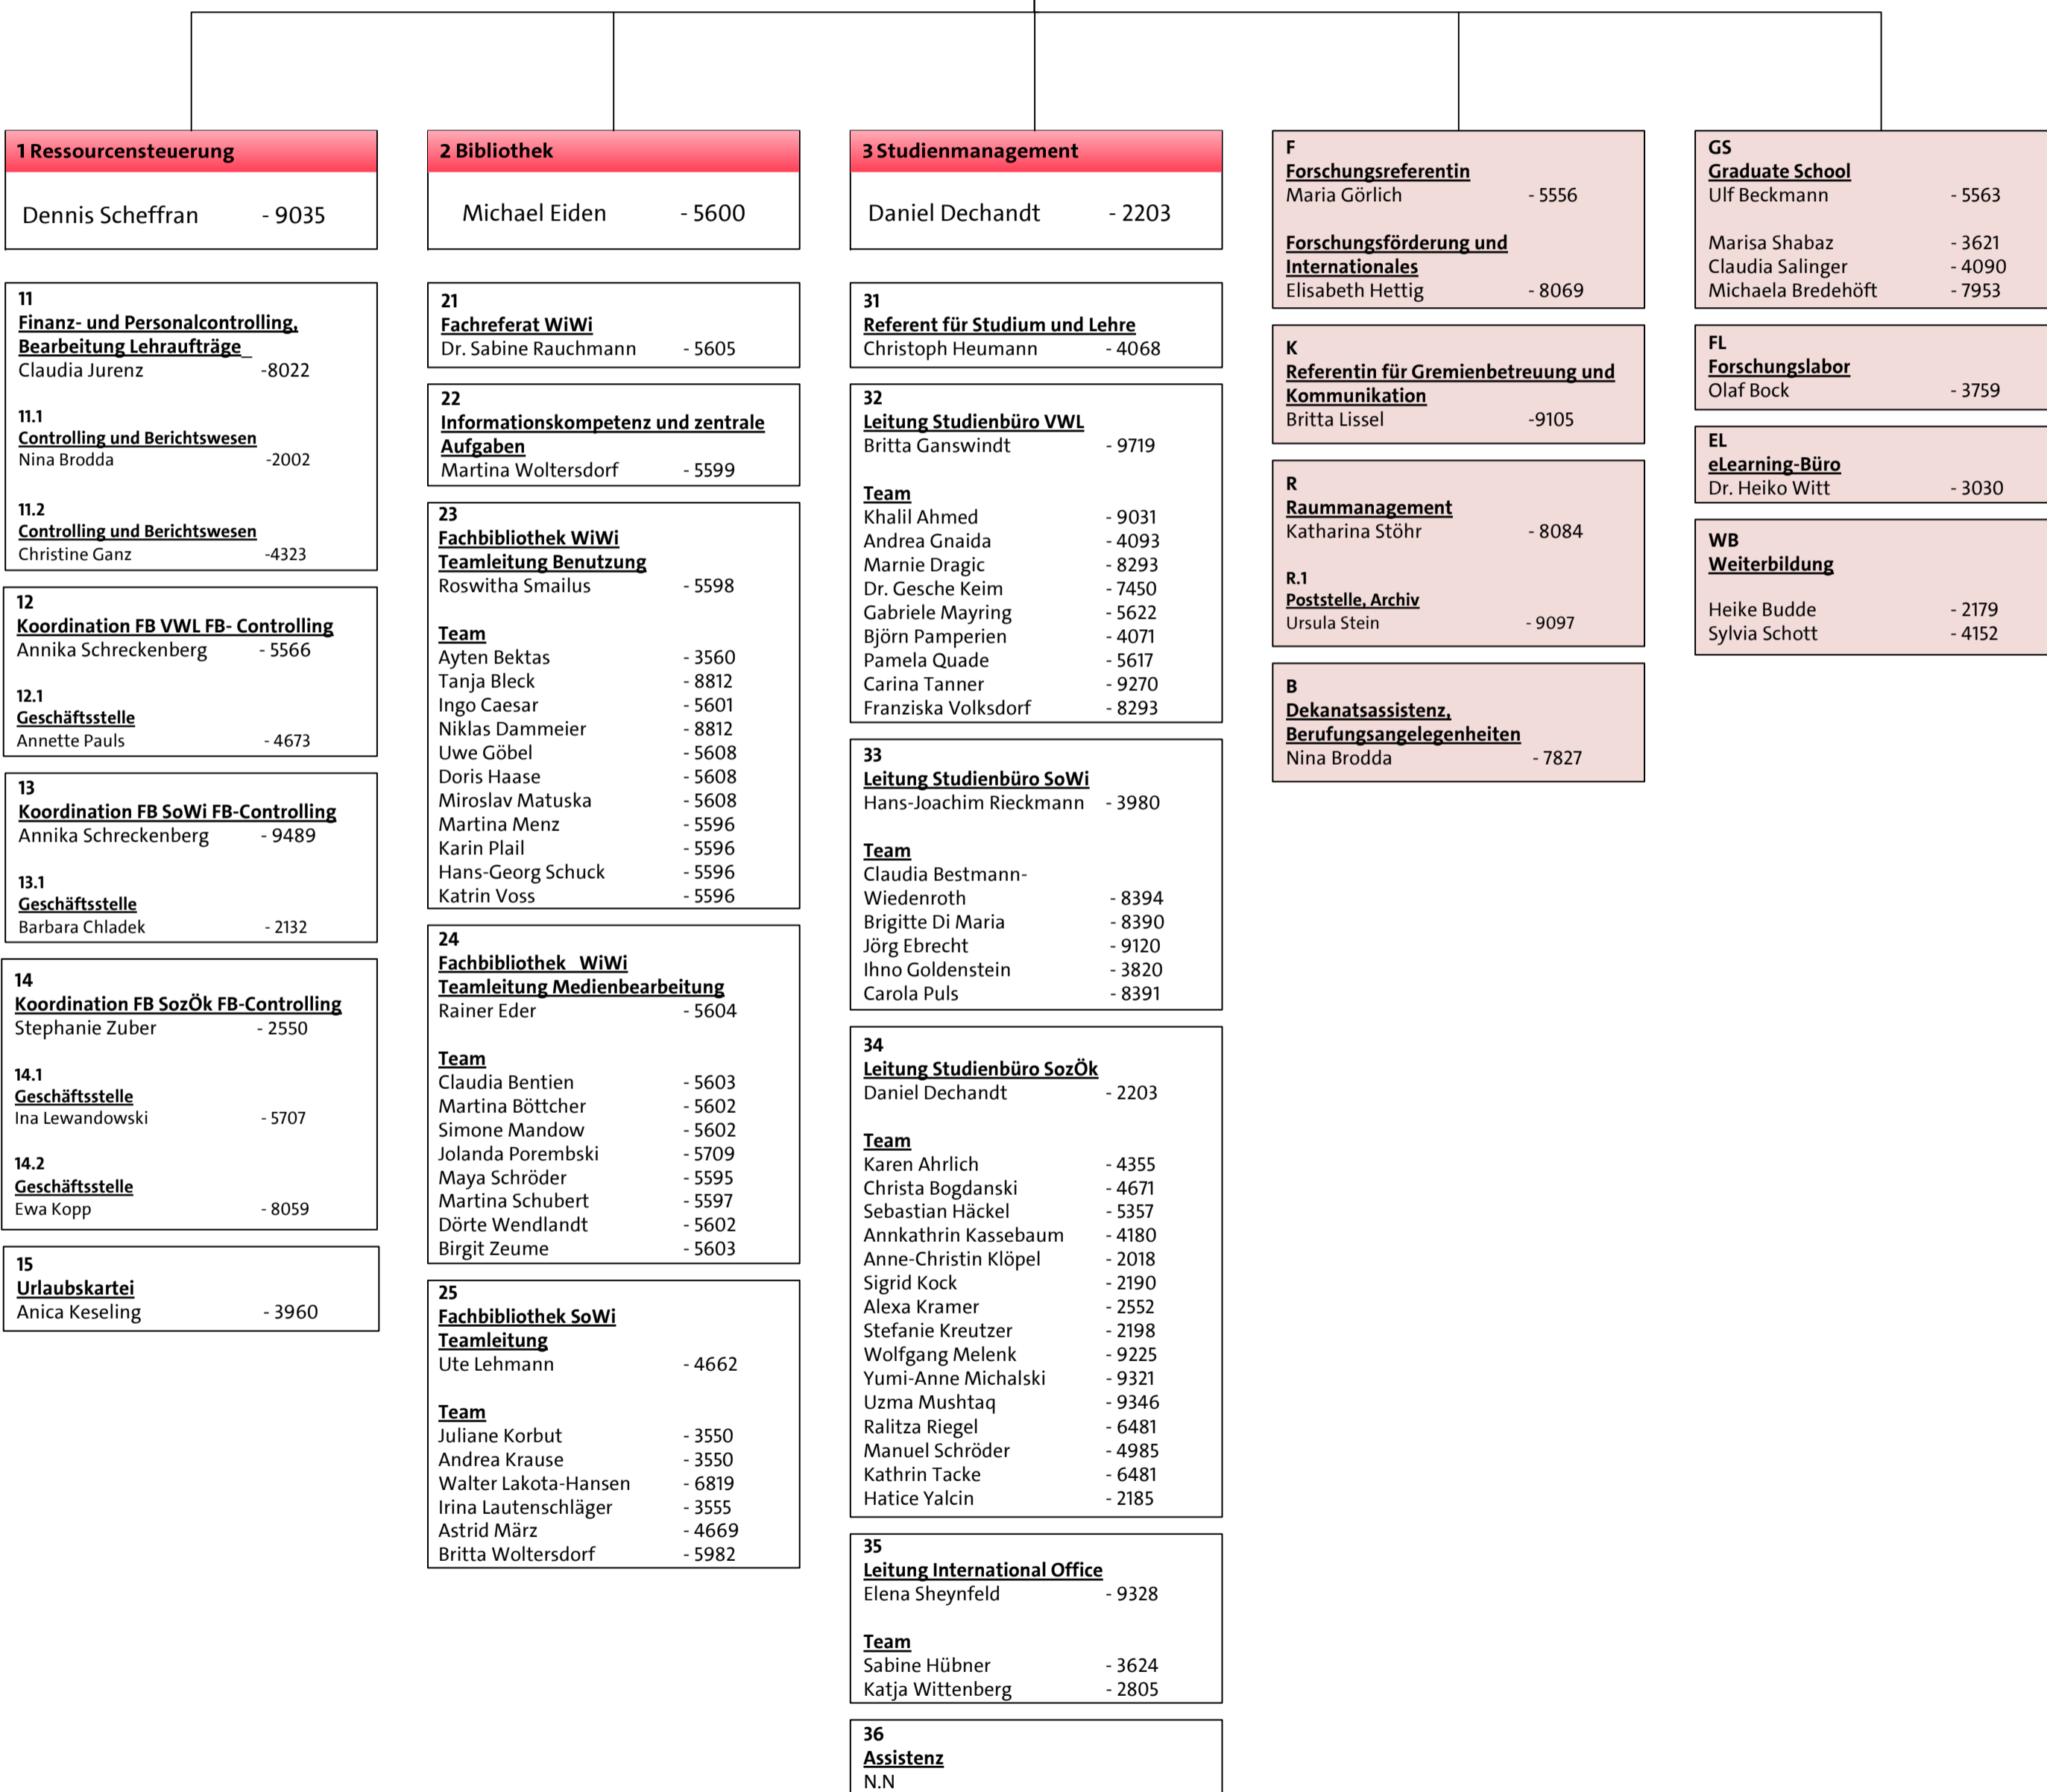 1 Ressourcensteuerung
Dennis Scheffran - 9035
11
Finanz- und Personalcontrolling,
Bearbeitung Lehraufträge_
Claudia Jurenz -8022
11.1
Controlling und Berichtswesen
Nina Brodda -2002
11.2
Controlling und Berichtswesen
Christine Ganz -4323
12
Koordination FB VWL FB- Controlling
Annika Schreckenberg - 5566
12.1
Geschäftsstelle
Annette Pauls - 4673
13
Koordination FB SoWi FB-Controlling
Annika Schreckenberg - 9489
13.1
Geschäftsstelle
Barbara Chladek - 2132
14
Koordination FB SozÖk FB-Controlling
Stephanie Zuber - 2550
14.1
Geschäftsstelle
Ina Lewandowski - 5707
14.2
Geschäftsstelle
Ewa Kopp - 8059
15
Urlaubskartei
Anica Keseling - 3960
2 Bibliothek
Michael Eiden - 5600
21
Fachreferat WiWi
Dr. Sabine Rauchmann - 5605
22
Informationskompetenz und zentrale
Aufgaben
Martina Woltersdorf - 5599
23
Fachbibliothek WiWi
Teamleitung Benutzung
Roswitha Smailus - 5598
Team
Ayten Bektas - 3560
Tanja Bleck - 8812
Ingo Caesar - 5601
Niklas Dammeier - 8812
Uwe Göbel - 5608
Doris Haase - 5608
Miroslav Matuska - 5608
Martina Menz - 5596
Karin Plail - 5596
Hans-Georg Schuck - 5596
Katrin Voss - 5596
24
Fachbibliothek WiWi
Teamleitung Medienbearbeitung
Rainer Eder - 5604
Team
Claudia Bentien - 5603
Martina Böttcher - 5602
Simone Mandow - 5602
Jolanda Porembski - 5709
Maya Schröder - 5595
Martina Schubert - 5597
Dörte Wendlandt - 5602
Birgit Zeume - 5603
25
Fachbibliothek SoWi
Teamleitung
Ute Lehmann - 4662
Team
Juliane Korbut - 3550
Andrea Krause - 3550
Walter Lakota-Hansen - 6819
Irina Lautenschläger - 3555
Astrid März - 4669
Britta Woltersdorf - 5982
3 Studienmanagement
Daniel Dechandt - 2203
31
Referent für Studium und Lehre
Christoph Heumann - 4068
32
Leitung Studienbüro VWL
Britta Ganswindt - 9719
Team
Khalil Ahmed - 9031
Andrea Gnaida - 4093
Marnie Dragic - 8293
Dr. Gesche Keim - 7450
Gabriele Mayring - 5622
Björn Pamperien - 4071
Pamela Quade - 5617
Carina Tanner - 9270
Franziska Volksdorf - 8293
33
Leitung Studienbüro SoWi
Hans-Joachim Rieckmann - 3980
Team
Claudia Bestmann-
Wiedenroth - 8394
Brigitte Di Maria - 8390
Jörg Ebrecht - 9120
Ihno Goldenstein - 3820
Carola Puls - 8391
34
Leitung Studienbüro SozÖk
Daniel Dechandt - 2203
Team
Karen Ahrlich - 4355
Christa Bogdanski - 4671
Sebastian Häckel - 5357
Annkathrin Kassebaum - 4180
Anne-Christin Klöpel - 2018
Sigrid Kock - 2190
Alexa Kramer - 2552
Stefanie Kreutzer - 2198
Wolfgang Melenk - 9225
Yumi-Anne Michalski - 9321
Uzma Mushtaq - 9346
Ralitza Riegel - 6481
Manuel Schröder - 4985
Kathrin Tacke - 6481
Hatice Yalcin - 2185
35
Leitung International Office
Elena Sheynfeld - 9328
Team
Sabine Hübner - 3624
Katja Wittenberg - 2805
36
Assistenz
N.N
F
Forschungsreferentin
Maria Görlich - 5556
Forschungsförderung und
Internationales
Elisabeth Hettig - 8069
K
Referentin für Gremienbetreuung und
Kommunikation
Britta Lissel -9105
R
Raummanagement
Katharina Stöhr - 8084
R.1
Poststelle, Archiv
Ursula Stein - 9097
B
Dekanatsassistenz,
Berufungsangelegenheiten
Nina Brodda - 7827
GS
Graduate School
Ulf Beckmann - 5563
Marisa Shabaz - 3621
Claudia Salinger - 4090
Michaela Bredehöft - 7953
FL
Forschungslabor
Olaf Bock - 3759
EL
eLearning-Büro
Dr. Heiko Witt - 3030
WB
Weiterbildung
Heike Budde - 2179
Sylvia Schott - 4152